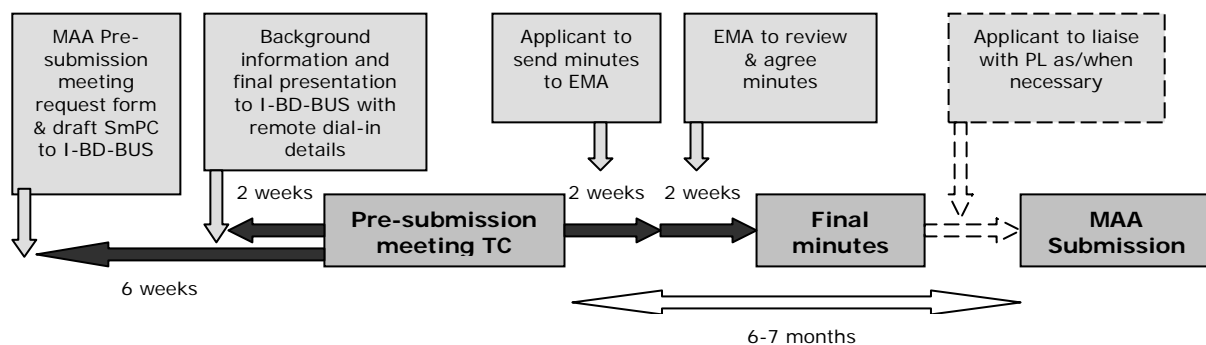 MAA Pre-
submission
meeting
request form
& draft SmPC
to I-BD-BUS
Background
information and
final presentation
to I-BD-BUS with
remote dial-in
details
Applicant to
send minutes
to EMA
EMA to review
& agree
minutes
Applicant to liaise
with PL as/when
necessary
2 weeks
2 weeks
2 weeks
Pre-submission
meeting TC
Final
minutes
MAA
Submission
6 weeks
6-7 months